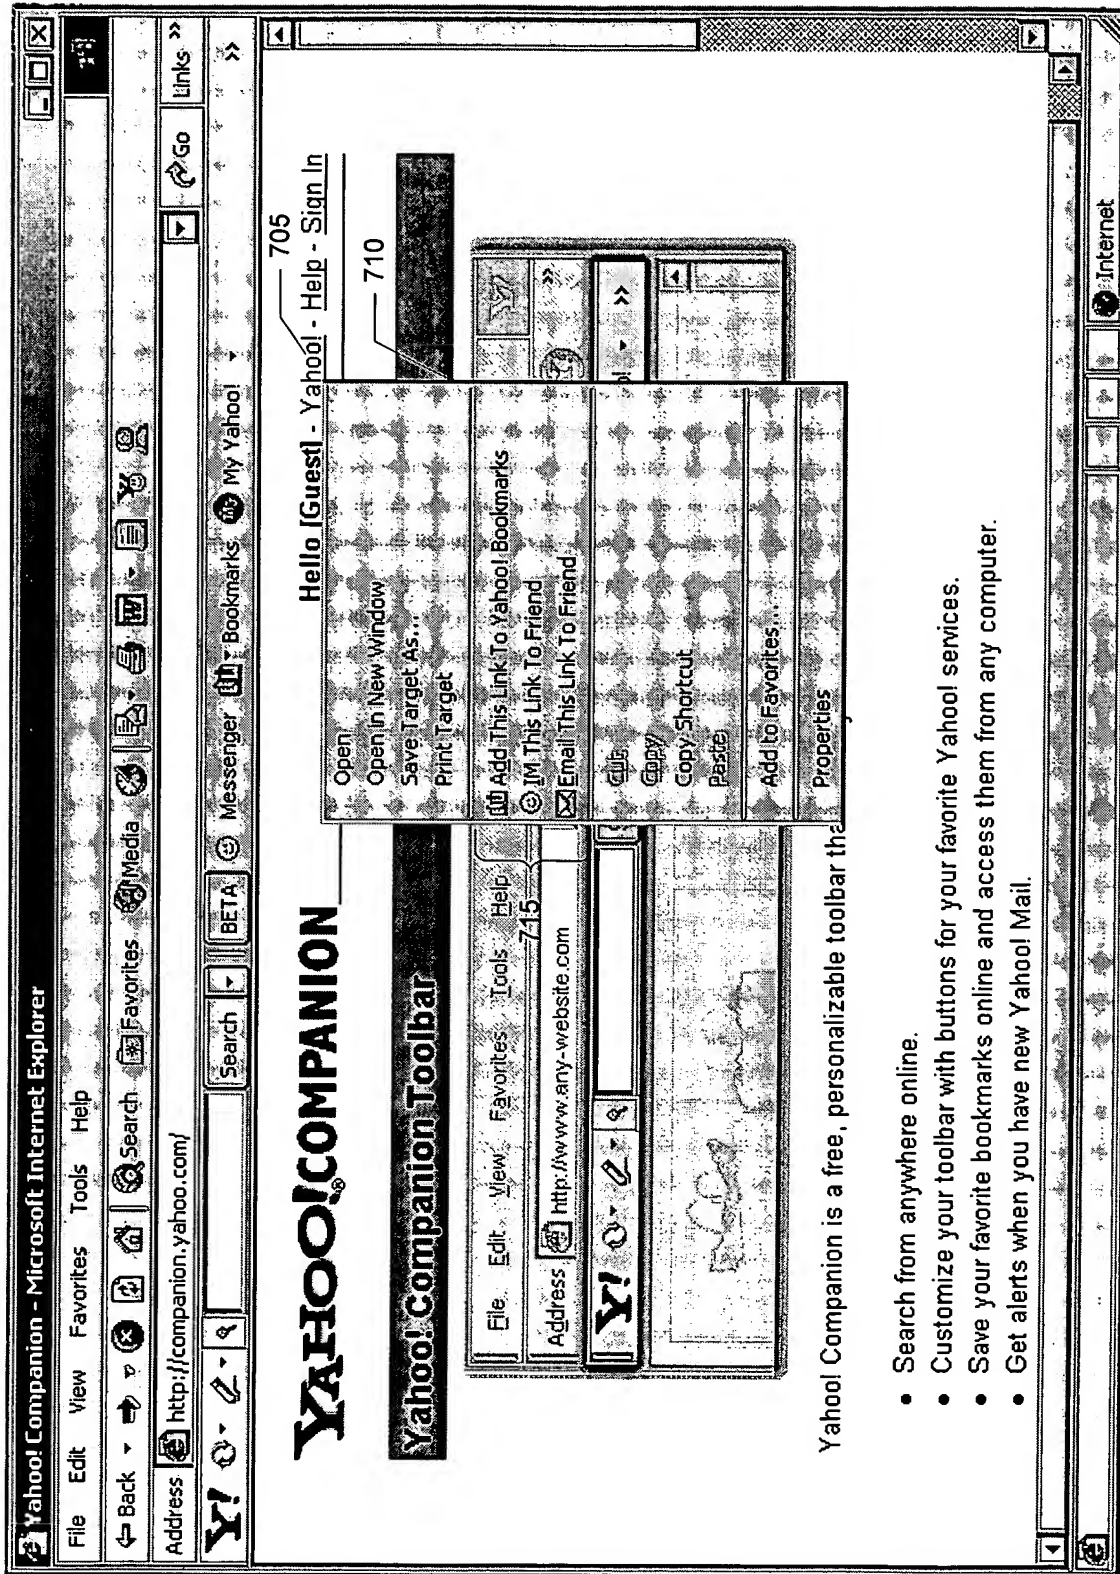 Yahoo! Companion - Microsoft Internet Explorer
File Edit View Favorites Tools Help
Back Search Favorites Media
Address http://companion.yahoo.com/ Go Links »
Y! Search BETA Messenger Bookmarks My Yahoo! »
YAHOO! COMPANION
Hello [Guest] - Yahoo! - Help - Sign In
705
Yahoo! Companion Toolbar
710
File Edit View Favorites Tools Help
715
Address http://www.any-website.com
Y!
Open
Open in New Window
Save Target As...
Print Target
Add This Link To Yahoo! Bookmarks
IM This Link To Friend
Email This Link To Friend
Cut
Copy
Copy Shortcut
Paste
Add to Favorites...
Properties
Yahoo! Companion is a free, personalizable toolbar tha
• Search from anywhere online.
• Customize your toolbar with buttons for your favorite Yahoo! services.
• Save your favorite bookmarks online and access them from any computer.
• Get alerts when you have new Yahoo! Mail.
Internet